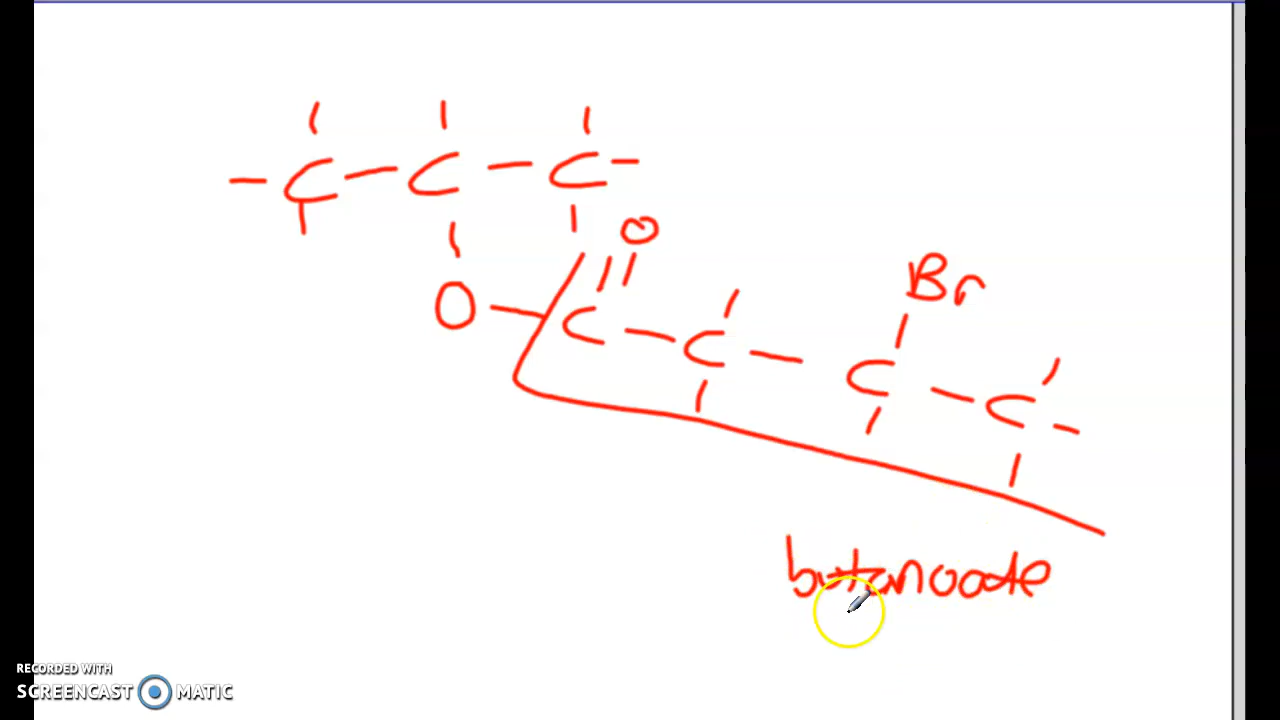 C C C
O
Br
O C C C C
butanoate
RECORDED WITH
SCREENCAST MATIC